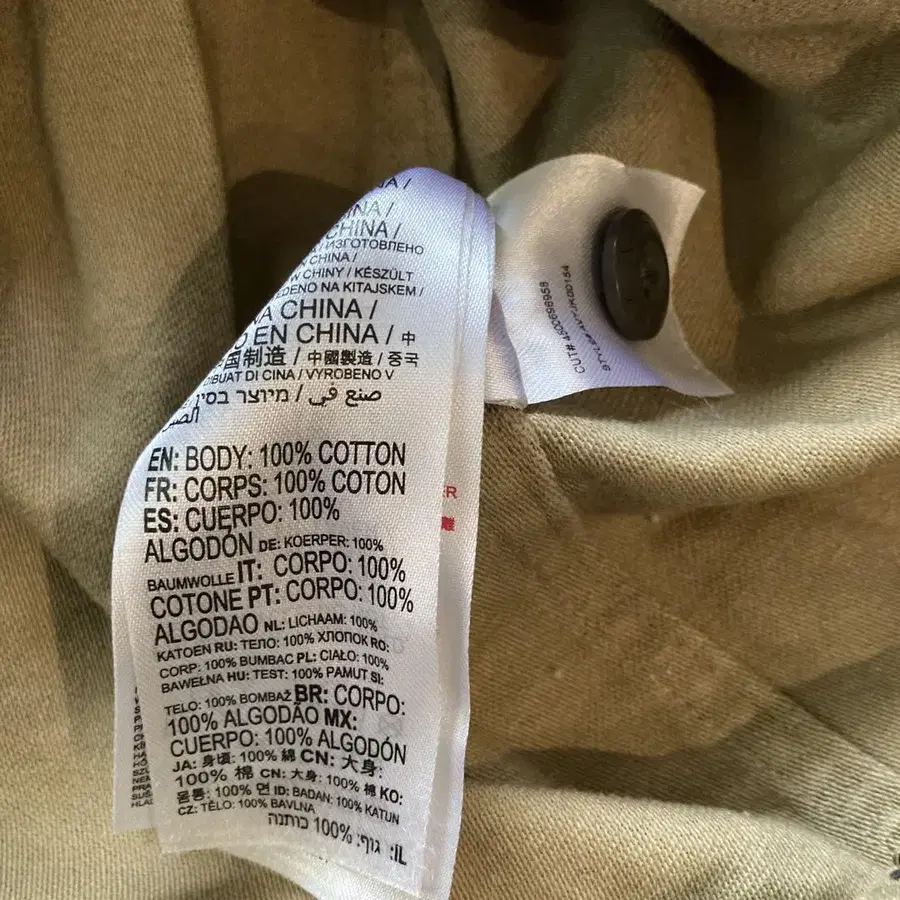 CHINA /
ИЗГОТОВЛЕНО
CHINA /
CHINY / KÉSZÜLT
NA KITAJSKEM /
CHINA /
EN CHINA / 中
国制造 / 中國製造 / 중국
DI CINA / VYROBENO V
صنع في / מיוצר בסין
EN: BODY: 100% COTTON
FR: CORPS: 100% COTON
ES: CUERPO: 100%
ALGODÓN DE: KOERPER: 100%
BAUMWOLLE IT: CORPO: 100%
COTONE PT: CORPO: 100%
ALGODAO NL: LICHAAM: 100%
KATOEN RU: ТЕЛО: 100% ХЛОПОК RO:
CORP: 100% BUMBAC PL: CIAŁO: 100%
BAWEŁNA HU: TEST: 100% PAMUT SI:
TELO: 100% BOMBAŽ BR: CORPO:
100% ALGODÃO MX:
CUERPO: 100% ALGODÓN
JA: 身頃: 100% 綿 CN: 大身:
100% 棉 CN: 大身: 100% 棉 KO:
몸통: 100% 면 ID: BADAN: 100% KATUN
CZ: TĚLO: 100% BAVLNA
IL: גוף: 100% כותנה
CUT# 4800696958